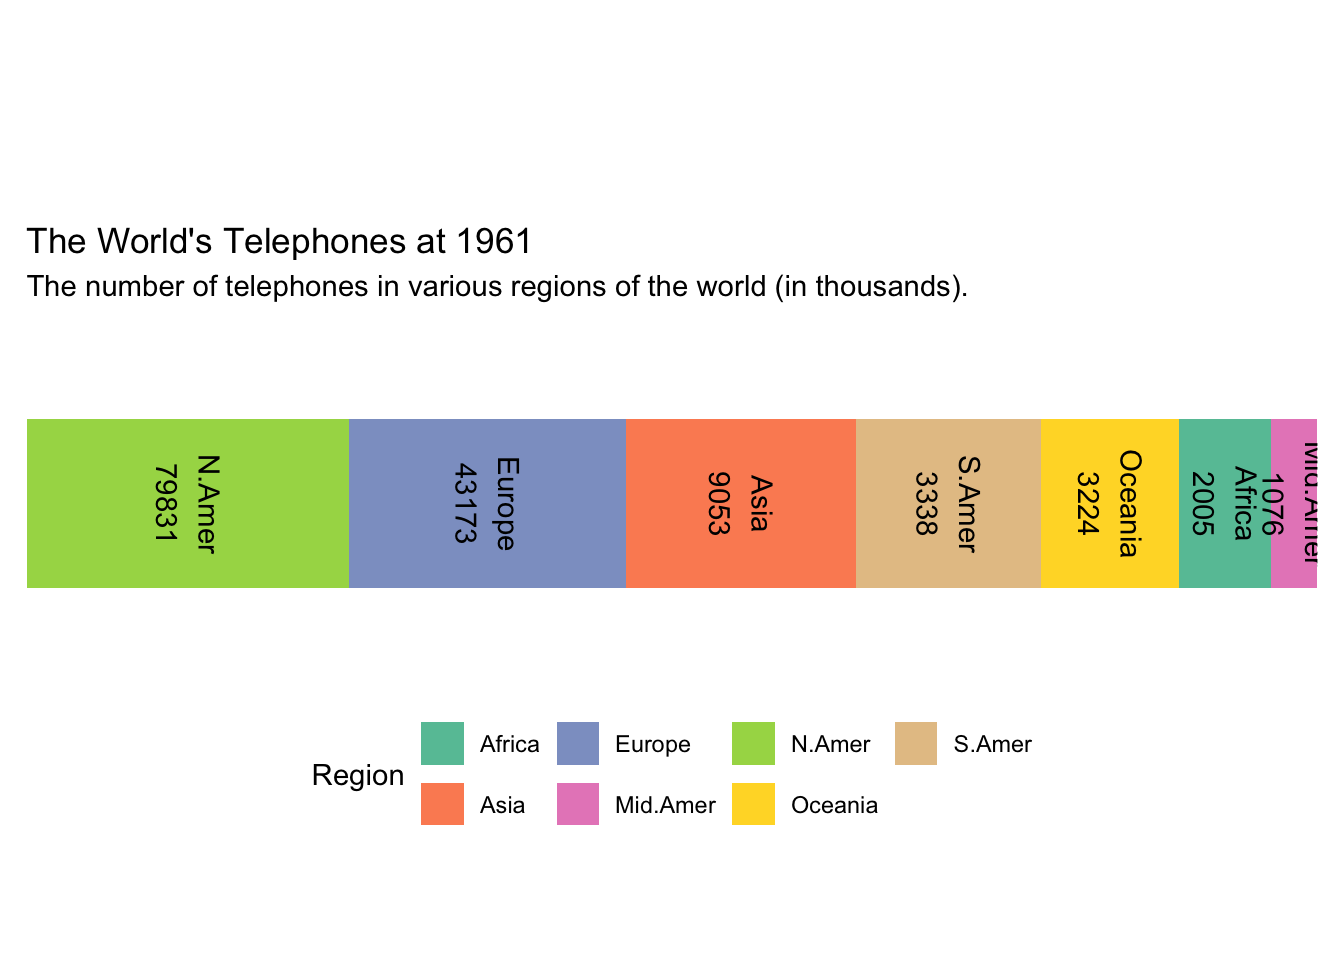 The World's Telephones at 1961
The number of telephones in various regions of the world (in thousands).
N.Amer
79831
Europe
43173
Asia
9053
S.Amer
3338
Oceania
3224
Africa
2005
Mid.Amer
1076
Region
Africa
Europe
N.Amer
S.Amer
Asia
Mid.Amer
Oceania